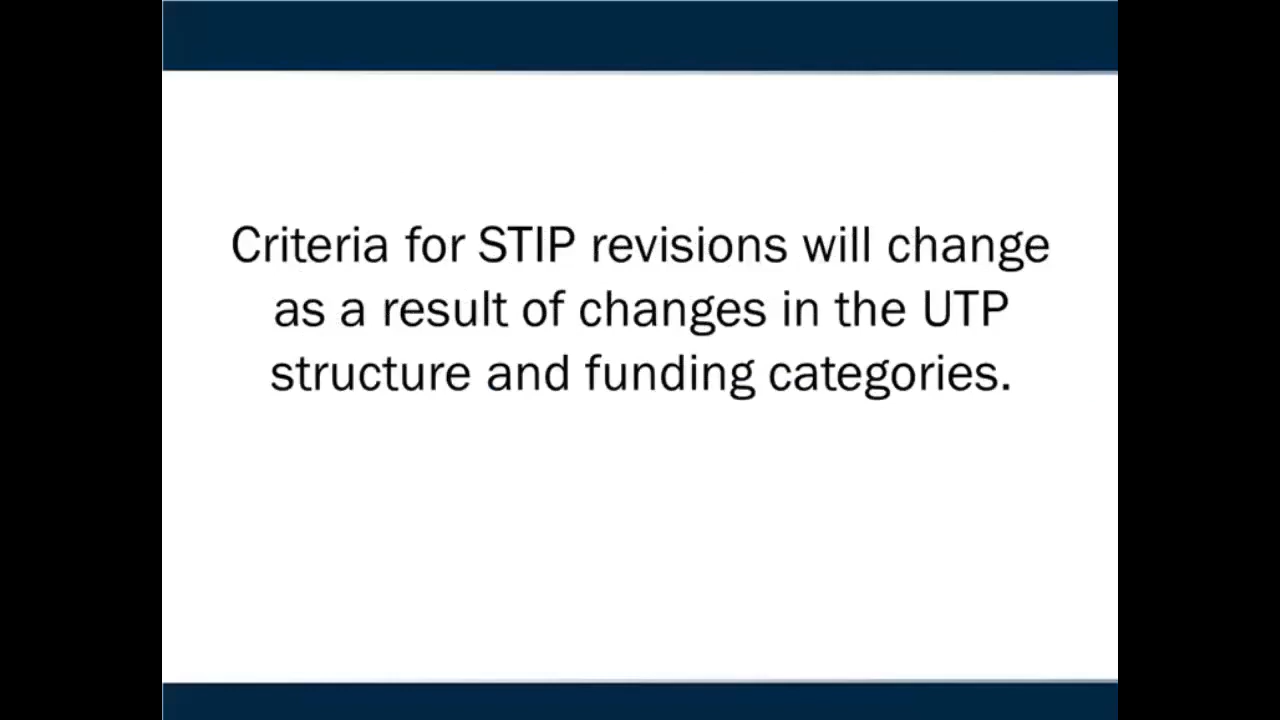 Criteria for STIP revisions will change
as a result of changes in the UTP
structure and funding categories.